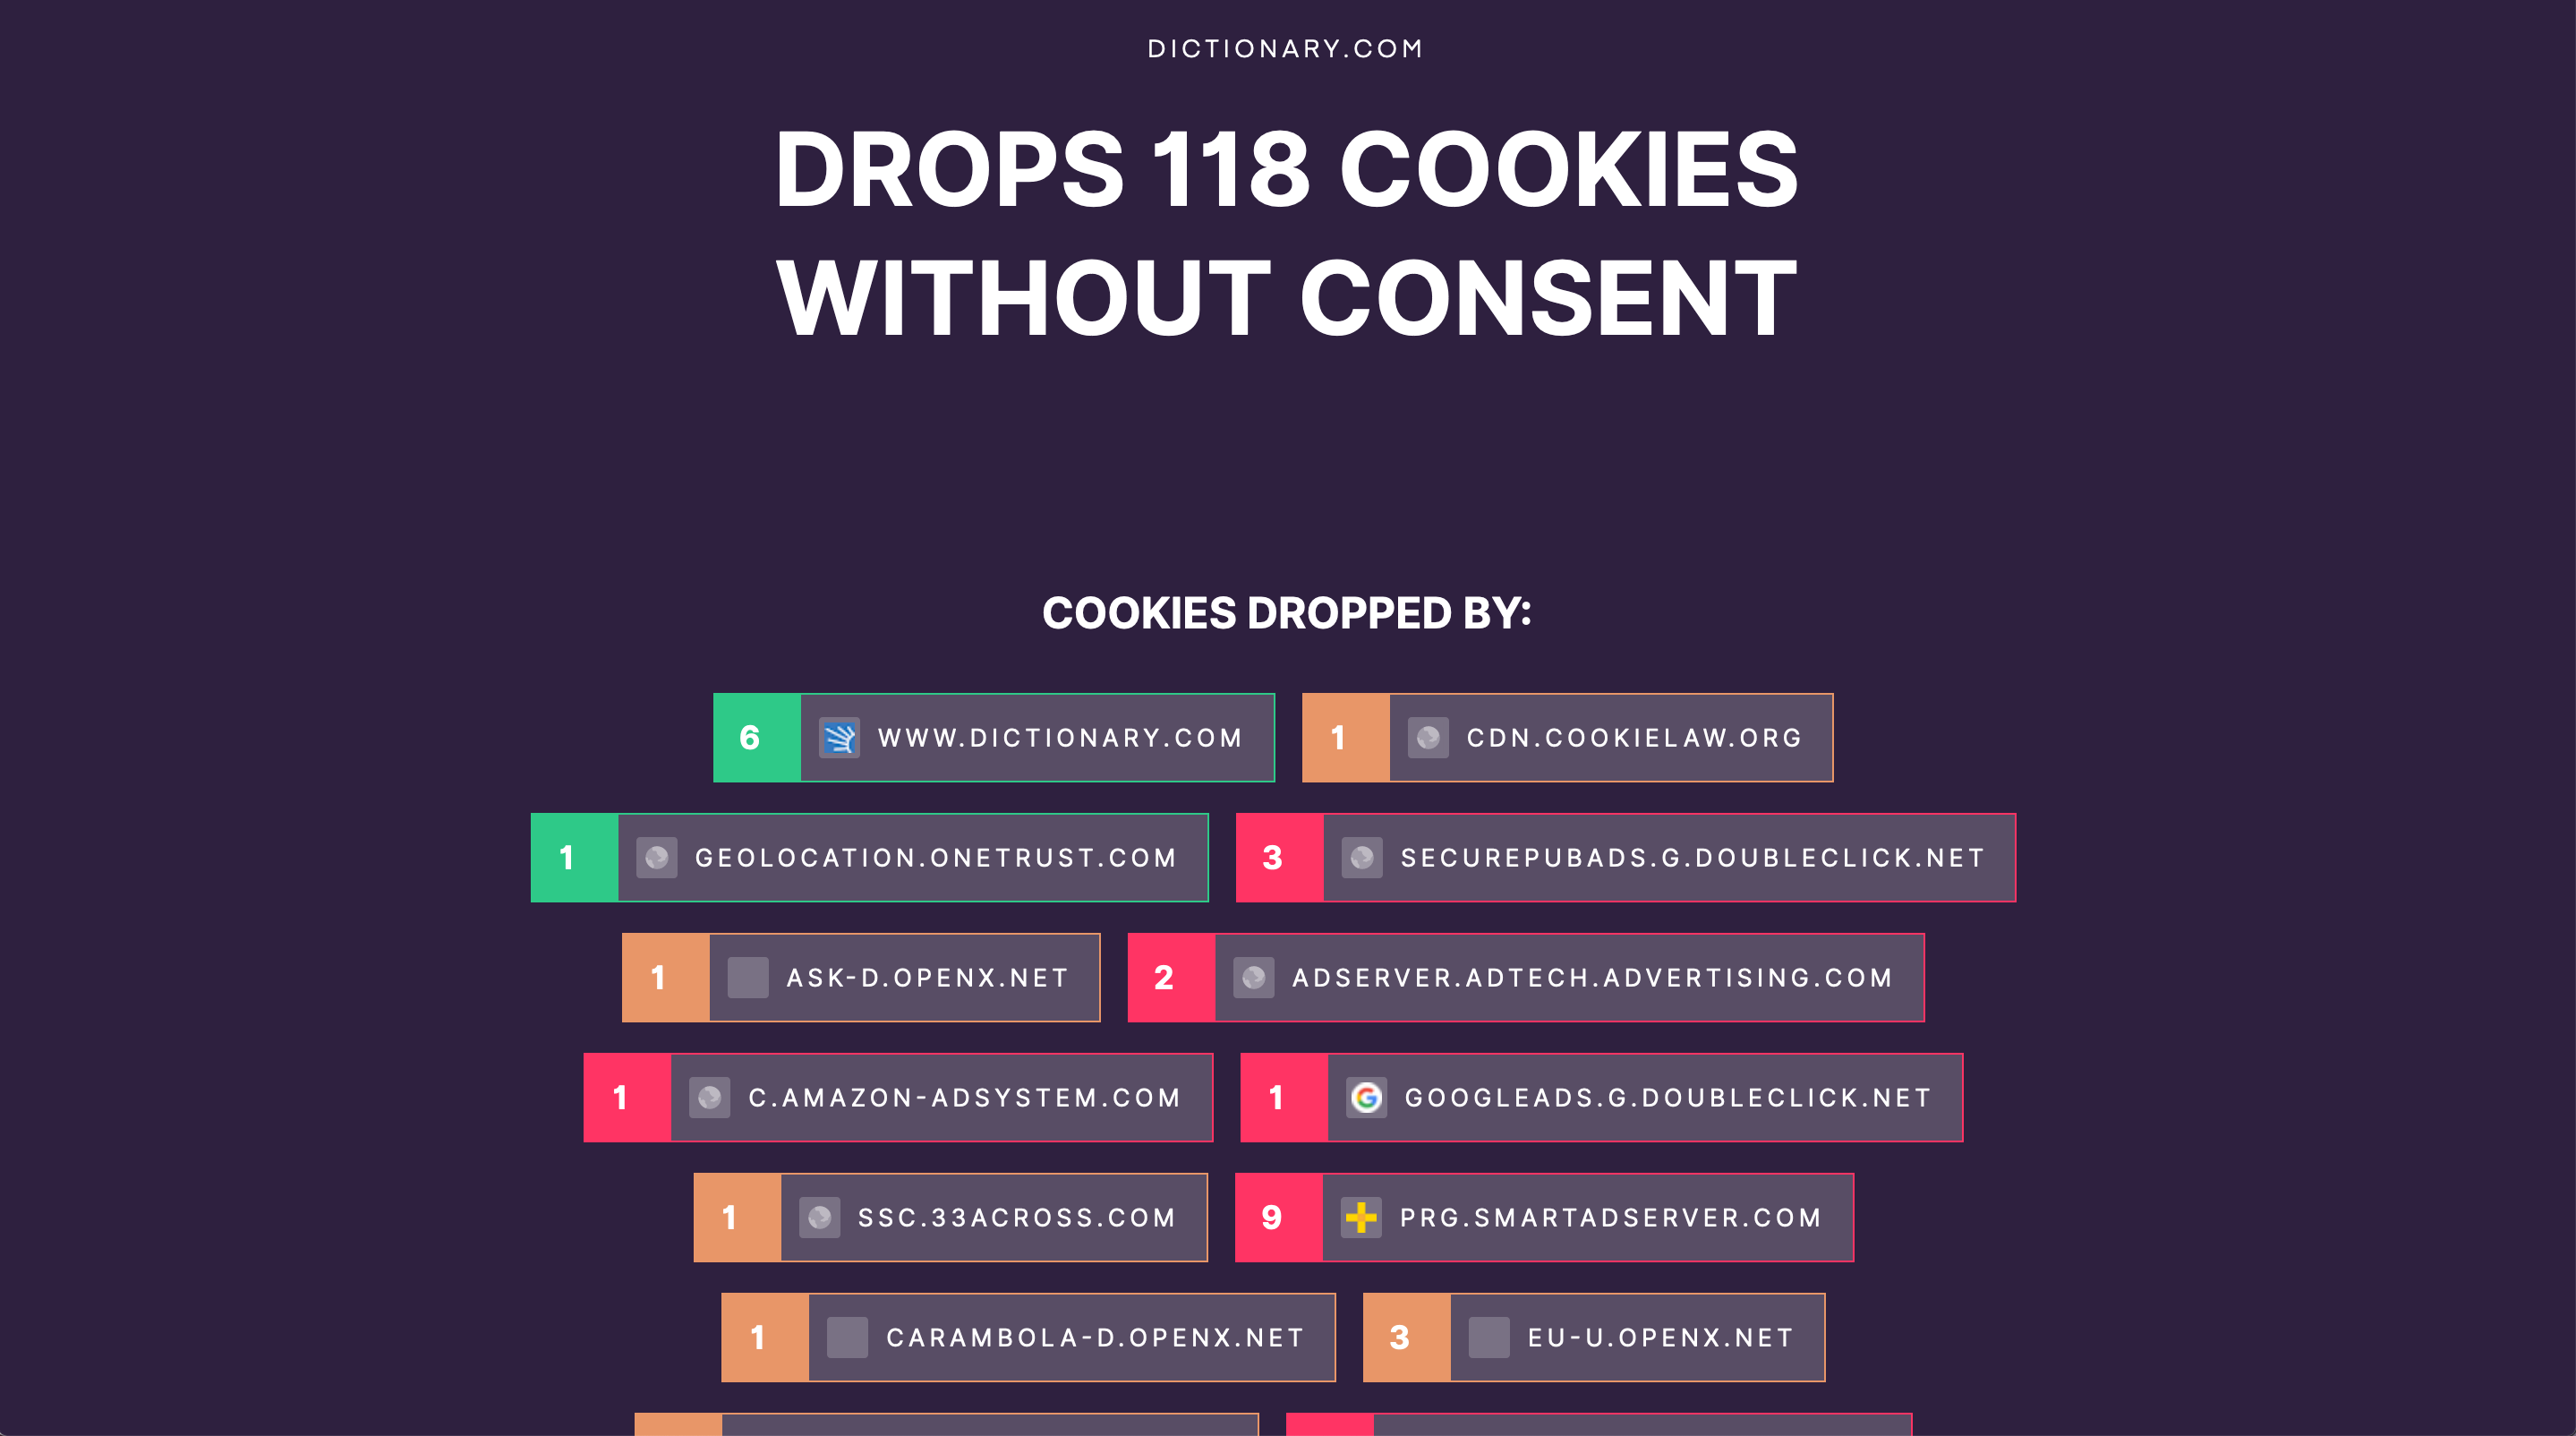 DICTIONARY.COM
DROPS 118 COOKIES
WITHOUT CONSENT
COOKIES DROPPED BY:
6 WWW.DICTIONARY.COM 1 CDN.COOKIELAW.ORG
1 GEOLOCATION.ONETRUST.COM 3 SECUREPUBADS.G.DOUBLECLICK.NET
1 ASK-D.OPENX.NET 2 ADSERVER.ADTECH.ADVERTISING.COM
1 C.AMAZON-ADSYSTEM.COM 1 GOOGLEADS.G.DOUBLECLICK.NET
1 SSC.33ACROSS.COM 9 PRG.SMARTADSERVER.COM
1 CARAMBOLA-D.OPENX.NET 3 EU-U.OPENX.NET